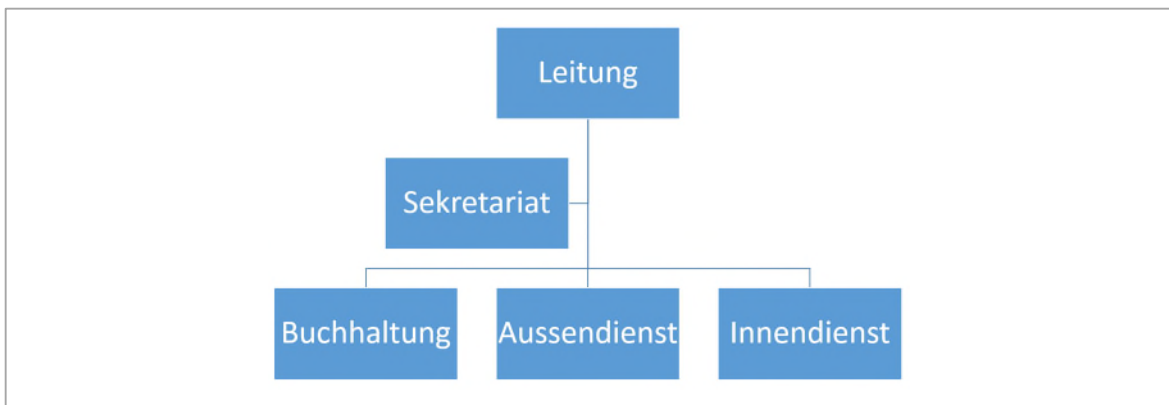 Leitung
Sekretariat
Buchhaltung
Aussendienst
Innendienst